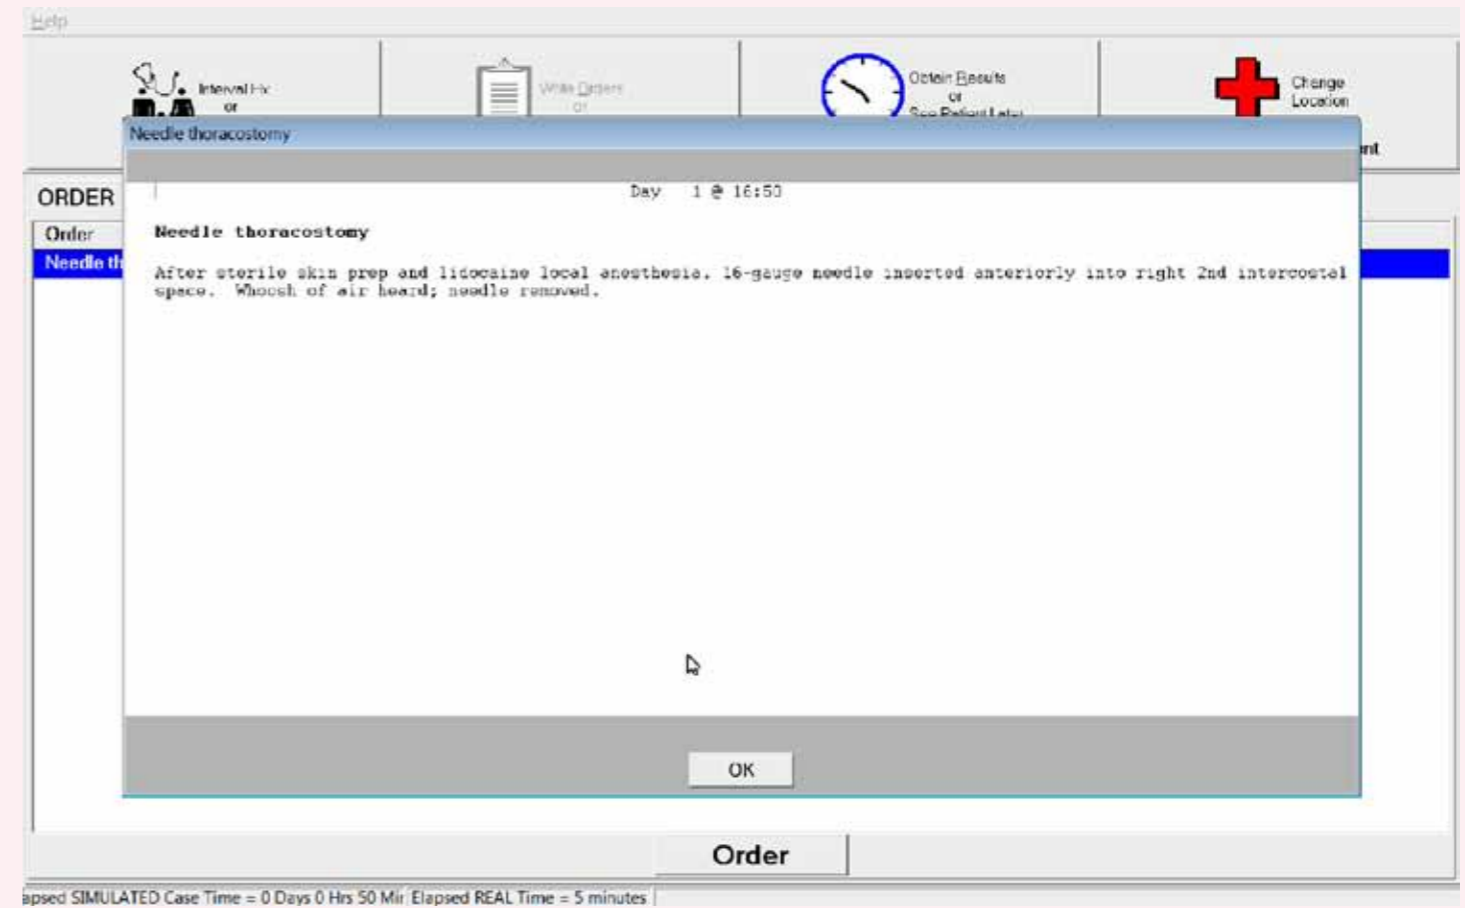 Help
Interval Hx
or
Write Orders
or
Obtain Results
or
See Patient Later
Change
Location
nt
Needle thoracostomy
Day 1 @ 16:50
ORDER
Order
Needle th
Needle thoracostomy
After sterile skin prep and lidocaine local anesthesia, 16-gauge needle inserted anteriorly into right 2nd intercostal
space. Whoosh of air heard; needle removed.
OK
Order
apsed SIMULATED Case Time = 0 Days 0 Hrs 50 Mir Elapsed REAL Time = 5 minutes